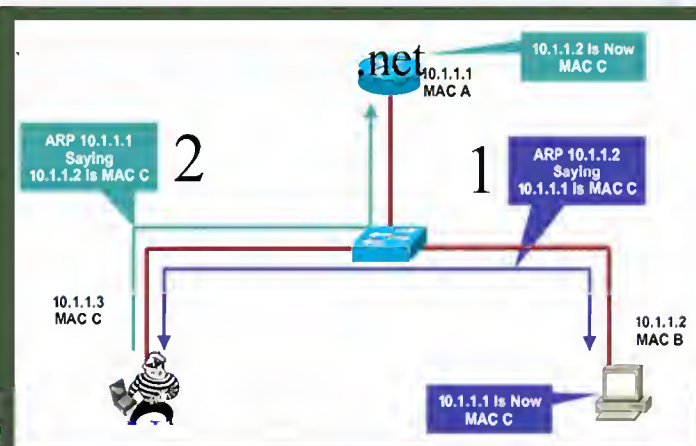 10.1.1.2 Is Now
MAC C
.net
10.1.1.1
MAC A
ARP 10.1.1.1
Saying
10.1.1.2 is MAC C
2
1
ARP 10.1.1.2
Saying
10.1.1.1 is MAC C
10.1.1.3
MAC C
10.1.1.2
MAC B
10.1.1.1 Is Now
MAC C